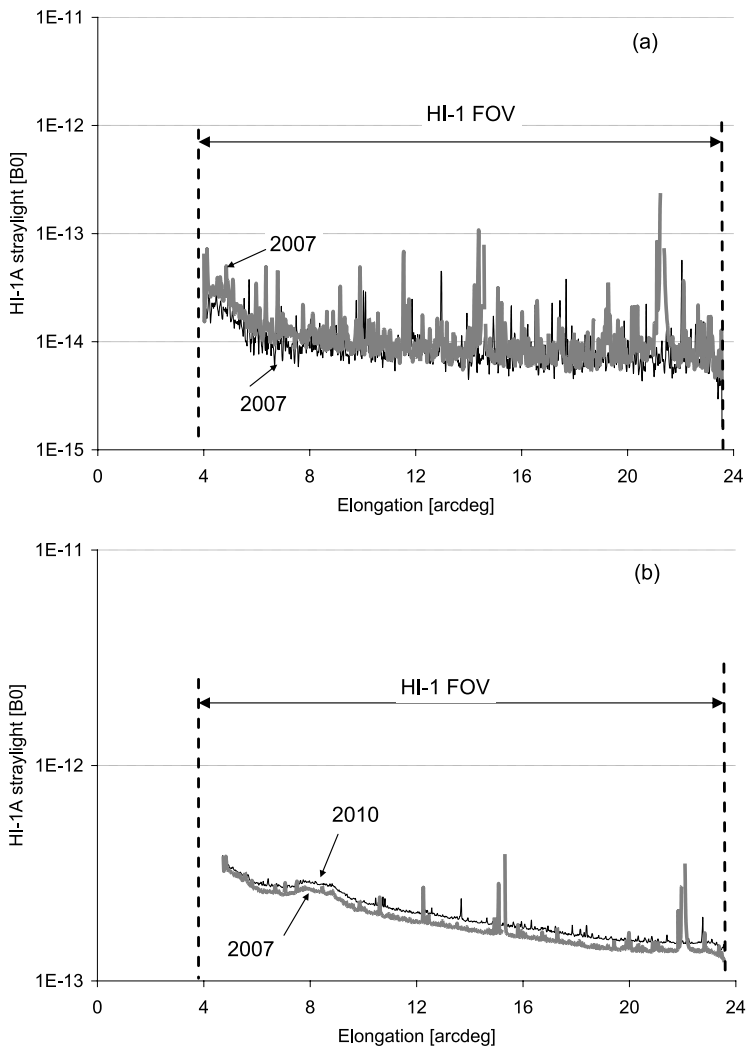 1E-11
(a)
1E-12
HI-1 FOV
HI-1A straylight [B0]
1E-13
2007
1E-14
2007
1E-15
0 4 8 12 16 20 24
Elongation [arcdeg]
1E-11
(b)
HI-1 FOV
HI-1A straylight [B0]
1E-12
2010
2007
1E-13
0 4 8 12 16 20 24
Elongation [arcdeg]